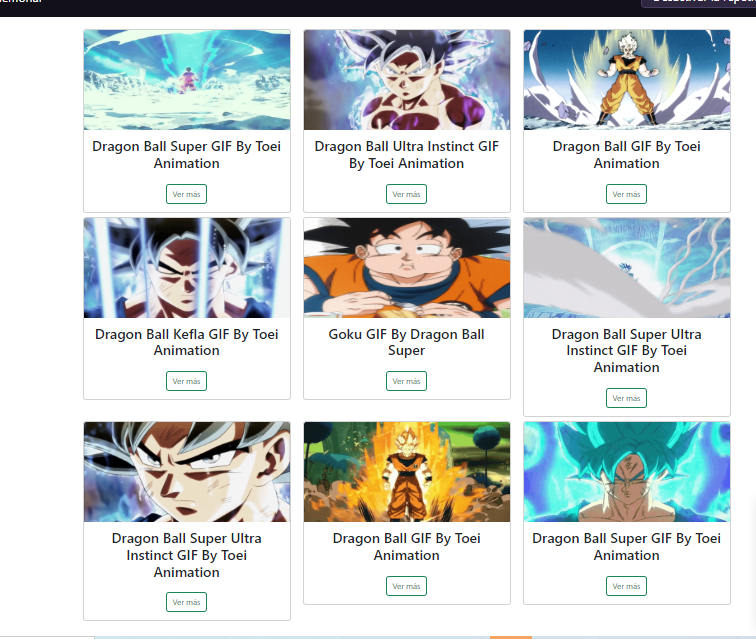 Dragon Ball Super GIF By Toei
Animation
Ver más
Dragon Ball Ultra Instinct GIF
By Toei Animation
Ver más
Dragon Ball GIF By Toei
Animation
Ver más
Dragon Ball Kefla GIF By Toei
Animation
Ver más
Goku GIF By Dragon Ball
Super
Ver más
Dragon Ball Super Ultra
Instinct GIF By Toei
Animation
Ver más
Dragon Ball Super Ultra
Instinct GIF By Toei
Animation
Ver más
Dragon Ball GIF By Toei
Animation
Ver más
Dragon Ball Super GIF By Toei
Animation
Ver más